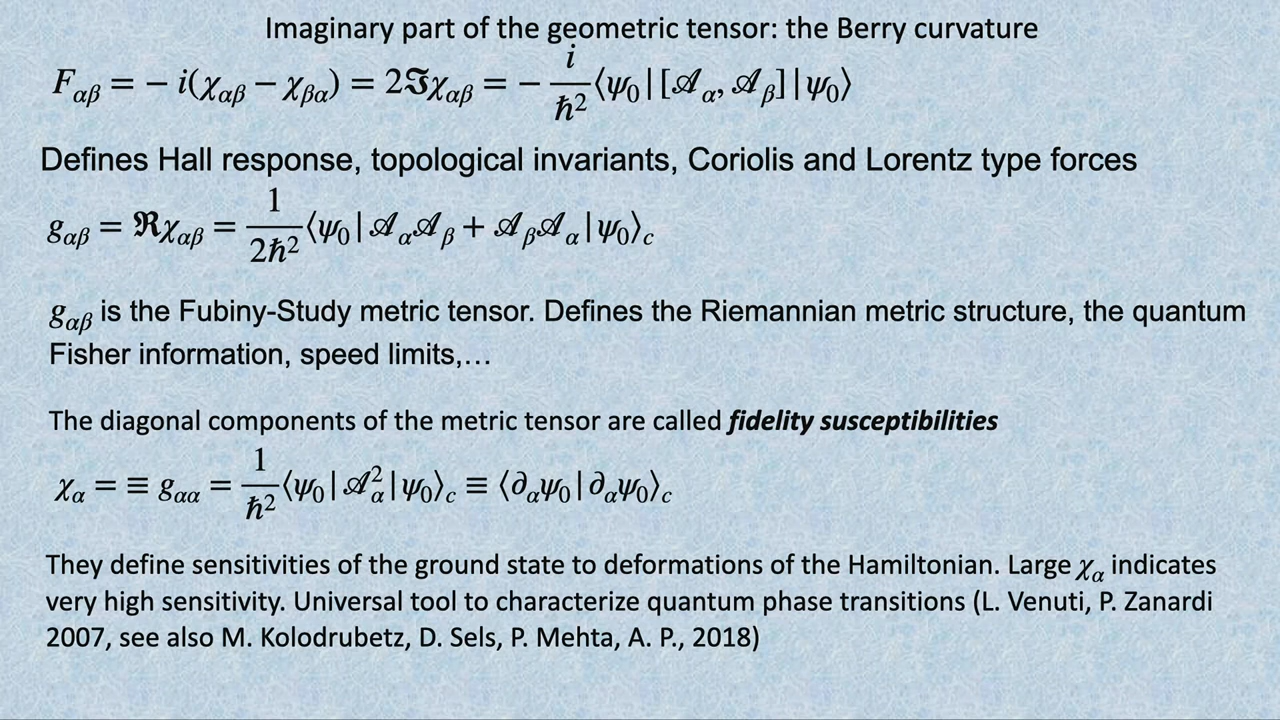 Imaginary part of the geometric tensor: the Berry curvature
F_{αβ} = − i(χ_{αβ} − χ_{βα}) = 2ℑχ_{αβ} = − \frac{i}{ℏ^2}⟨ψ_0|[𝒜_α, 𝒜_β]|ψ_0⟩
Defines Hall response, topological invariants, Coriolis and Lorentz type forces
g_{αβ} = ℜχ_{αβ} = \frac{1}{2ℏ^2}⟨ψ_0|𝒜_α𝒜_β + 𝒜_β𝒜_α|ψ_0⟩_c
g_{αβ} is the Fubiny-Study metric tensor. Defines the Riemannian metric structure, the quantum
Fisher information, speed limits,…
The diagonal components of the metric tensor are called fidelity susceptibilities
χ_α = ≡ g_{αα} = \frac{1}{ℏ^2}⟨ψ_0|𝒜_α^2|ψ_0⟩_c ≡ ⟨∂_αψ_0|∂_αψ_0⟩_c
They define sensitivities of the ground state to deformations of the Hamiltonian. Large χ_α indicates
very high sensitivity. Universal tool to characterize quantum phase transitions (L. Venuti, P. Zanardi
2007, see also M. Kolodrubetz, D. Sels, P. Mehta, A. P., 2018)